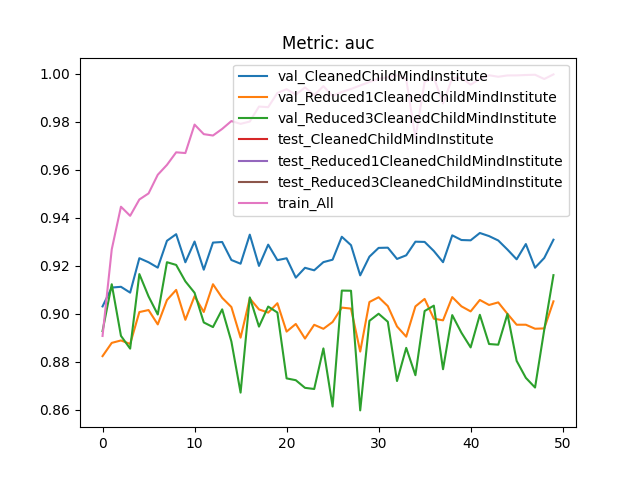 Metric: auc
1.00
0.98
0.96
0.94
0.92
0.90
0.88
0.86
0
10
20
30
40
50
val_CleanedChildMindInstitute
val_Reduced1CleanedChildMindInstitute
val_Reduced3CleanedChildMindInstitute
test_CleanedChildMindInstitute
test_Reduced1CleanedChildMindInstitute
test_Reduced3CleanedChildMindInstitute
train_All